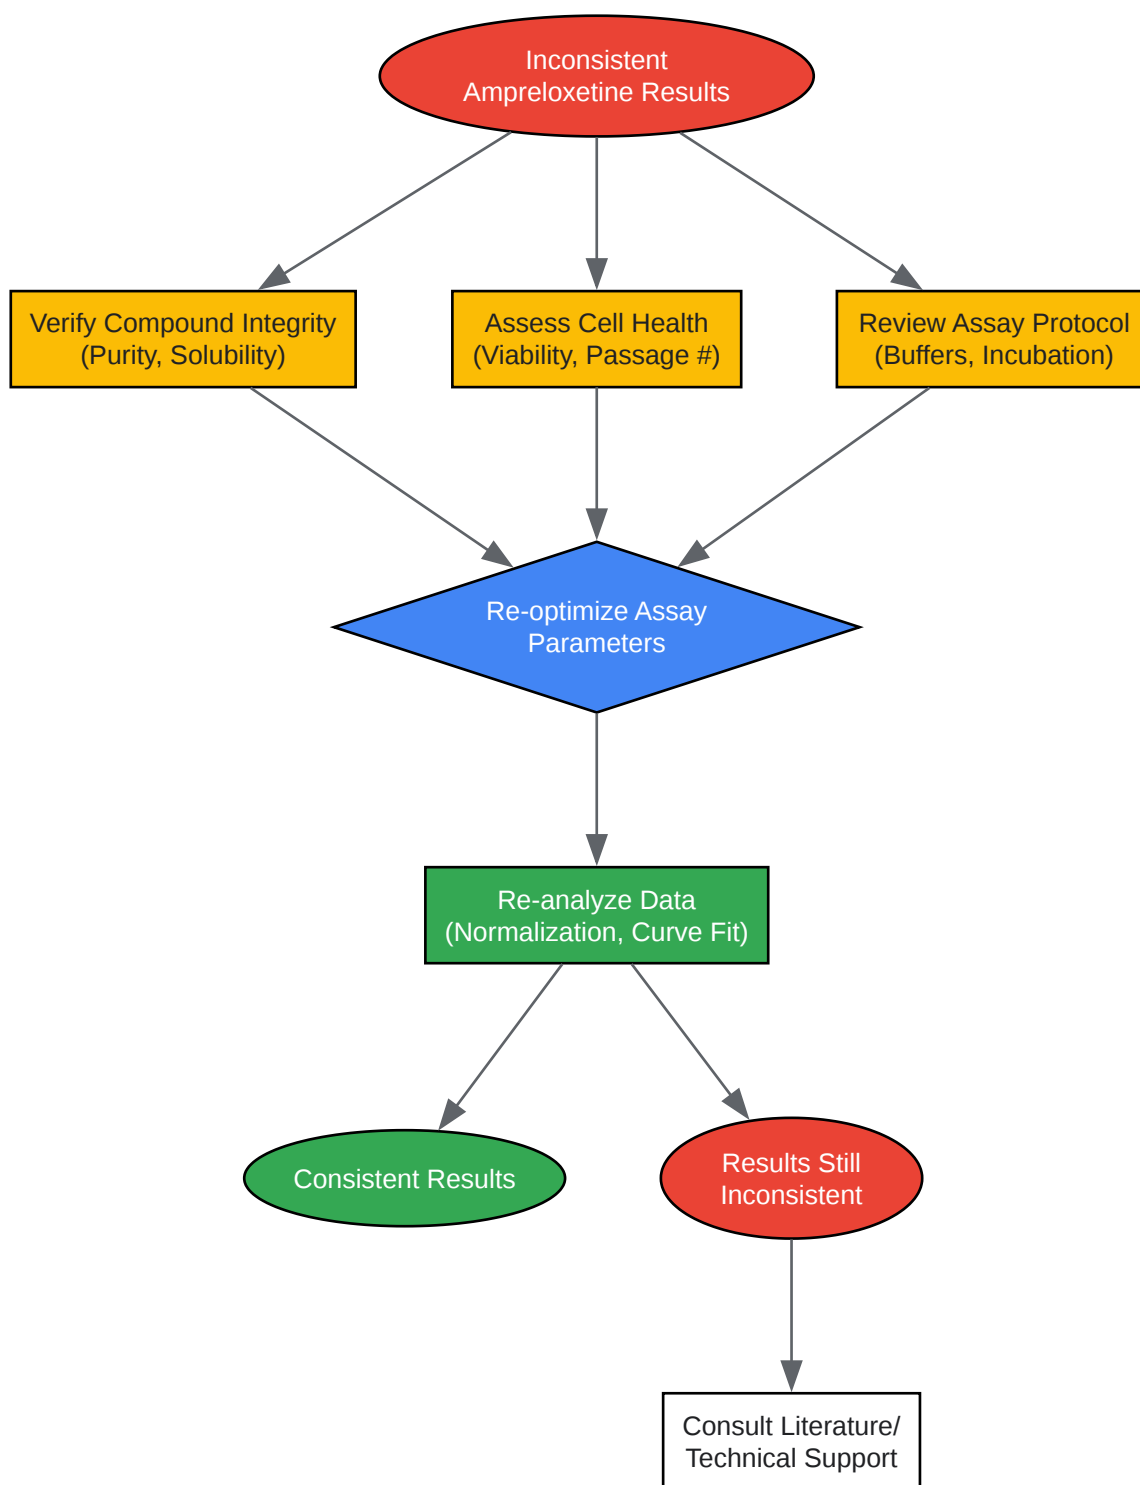 Inconsistent
Ampreloxetine Results
Verify Compound Integrity
(Purity, Solubility)
Assess Cell Health
(Viability, Passage #)
Review Assay Protocol
(Buffers, Incubation)
Re-optimize Assay
Parameters
Re-analyze Data
(Normalization, Curve Fit)
Consistent Results
Results Still
Inconsistent
Consult Literature/
Technical Support